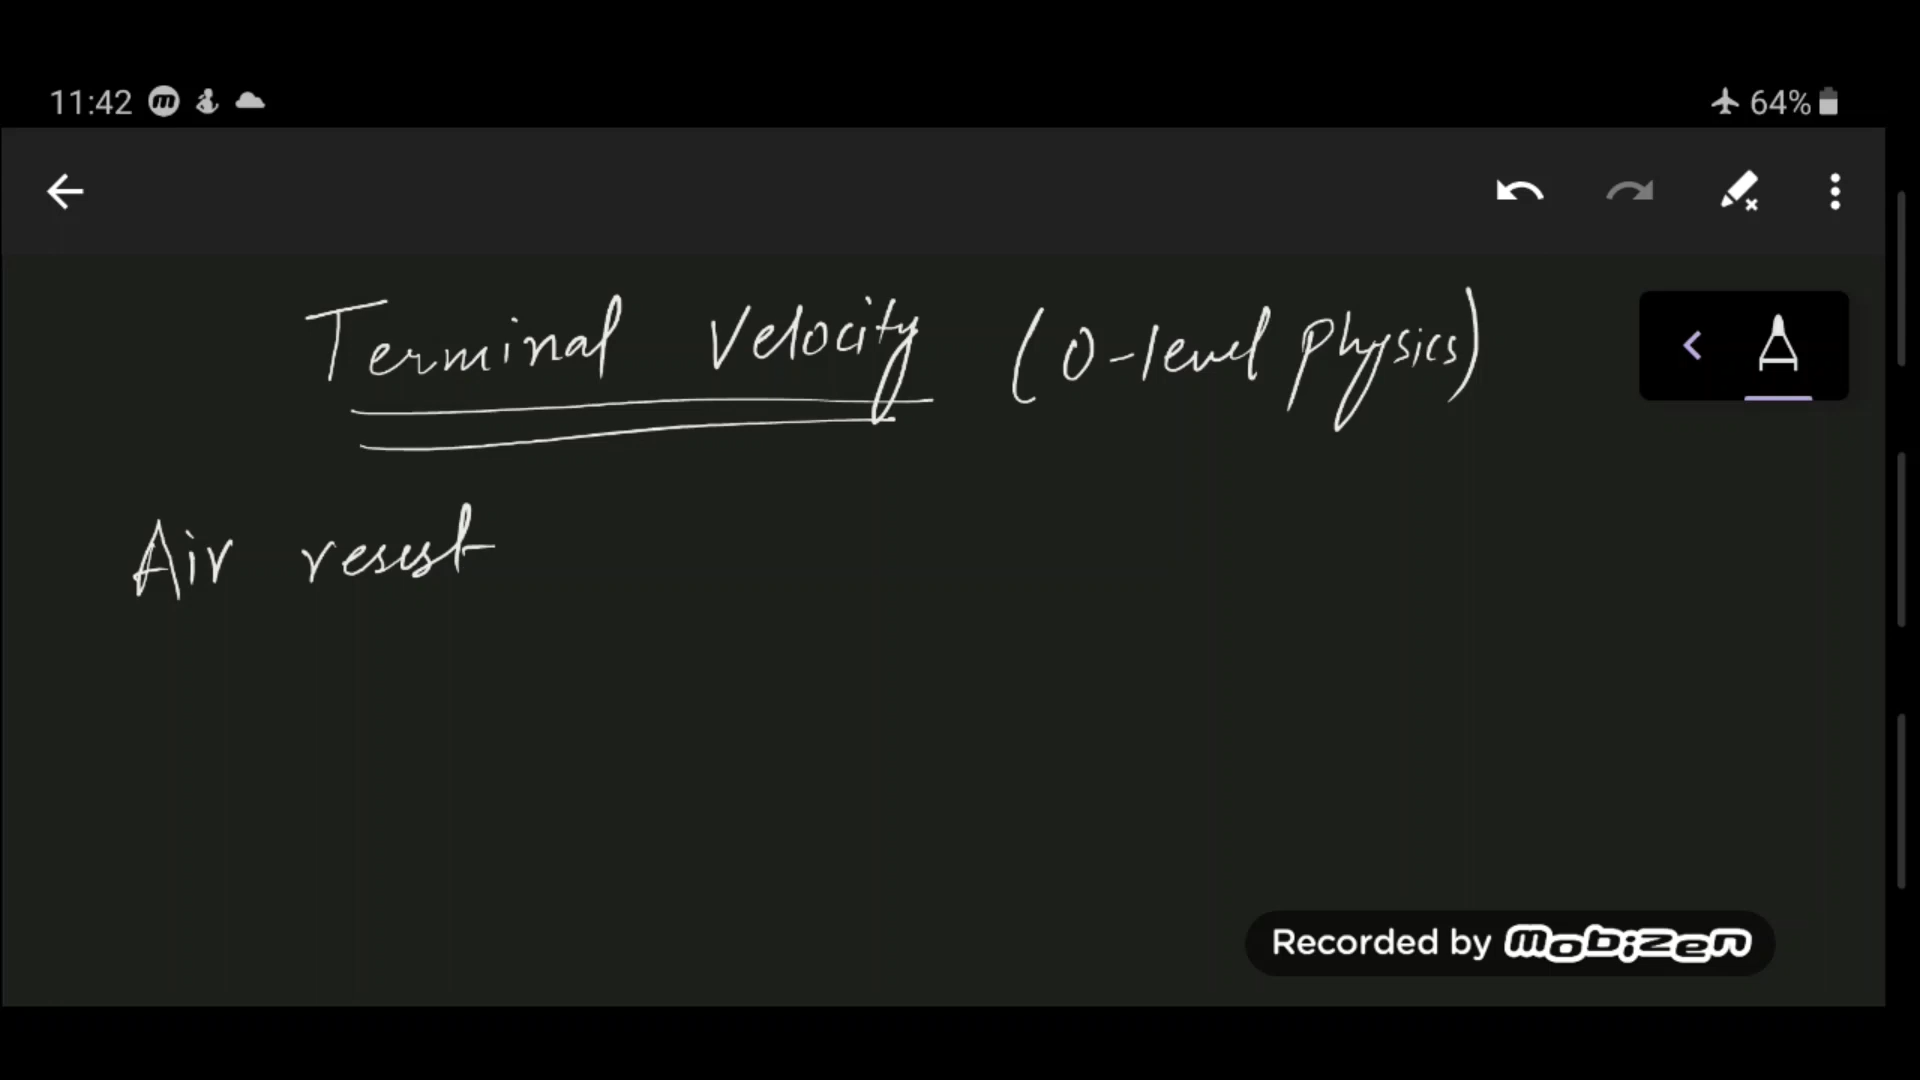 11:42 64%
Terminal Velocity (O-level Physics)
Air resist
Recorded by mobizen